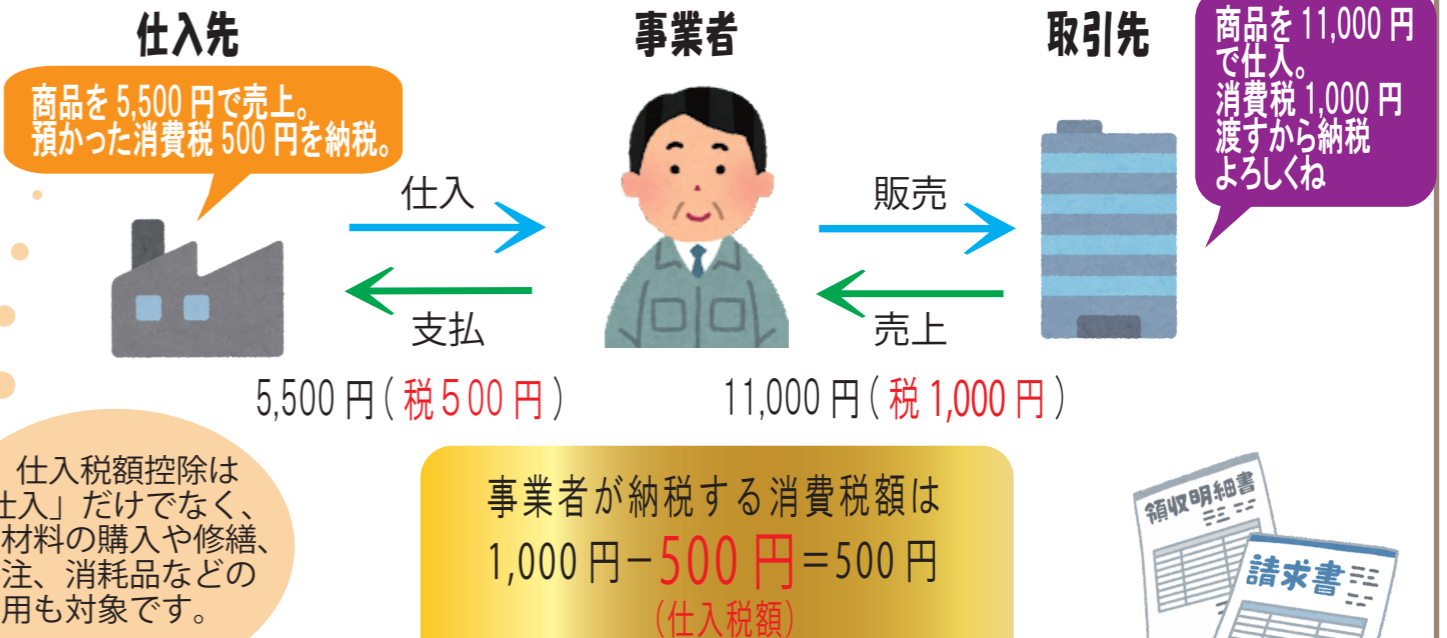 仕入先
事業者
取引先
商品を 5,500 円で売上。
預かった消費税 500 円を納税。
商品を 11,000 円
で仕入。
消費税 1,000 円
渡すから納税
よろしくね
仕入
販売
支払
売上
5,500 円（税５００円）
11,000 円（税 1,000 円）
仕入税額控除は
仕入」だけでなく、
材料の購入や修繕、
注、消耗品などの
用も対象です。
事業者が納税する消費税額は
1,000 円－500 円＝500 円
（仕入税額）
領収明細書
請求書